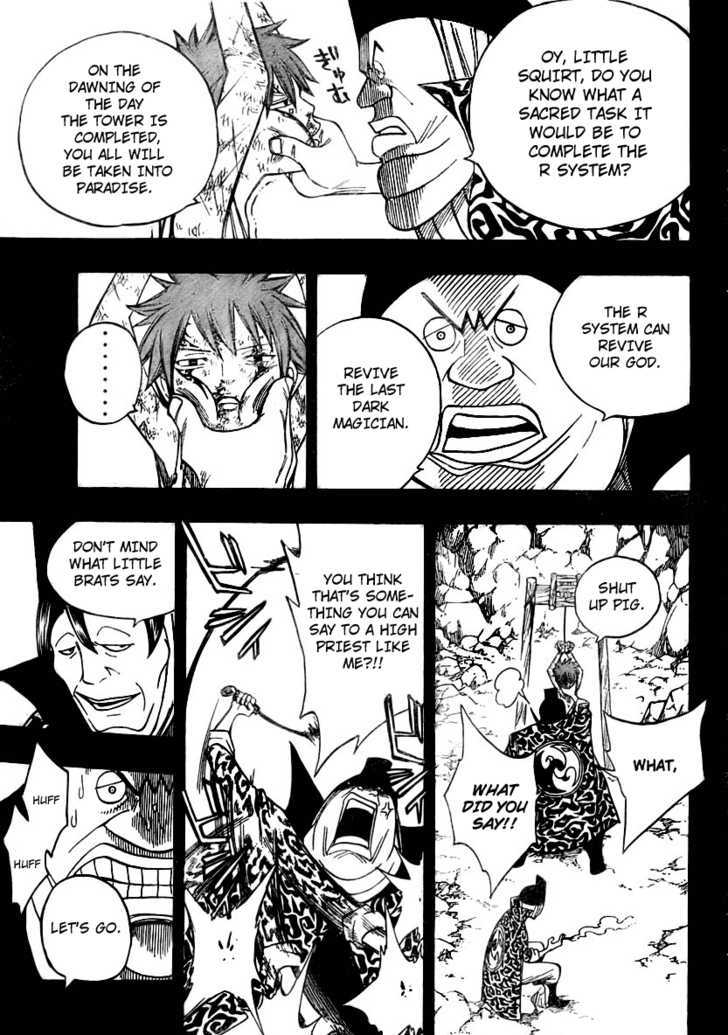 OY, LITTLE
SQUIRT, DO YOU
KNOW WHAT A
SACRED TASK IT
WOULD BE TO
COMPLETE THE
R SYSTEM?
ぎゅむ
ON THE
DAWNING OF
THE DAY
THE TOWER IS
COMPLETED,
YOU ALL WILL
BE TAKEN INTO
PARADISE.
THE R
SYSTEM CAN
REVIVE
OUR GOD.
REVIVE
THE LAST
DARK
MAGICIAN.
......
SHUT
UP PIG.
WHAT,
WHAT
DID YOU
SAY!!
YOU THINK
THAT'S SOME-
THING YOU CAN
SAY TO A HIGH
PRIEST LIKE
ME?!!
DON'T MIND
WHAT LITTLE
BRATS SAY.
HUFF
HUFF
LET'S GO.